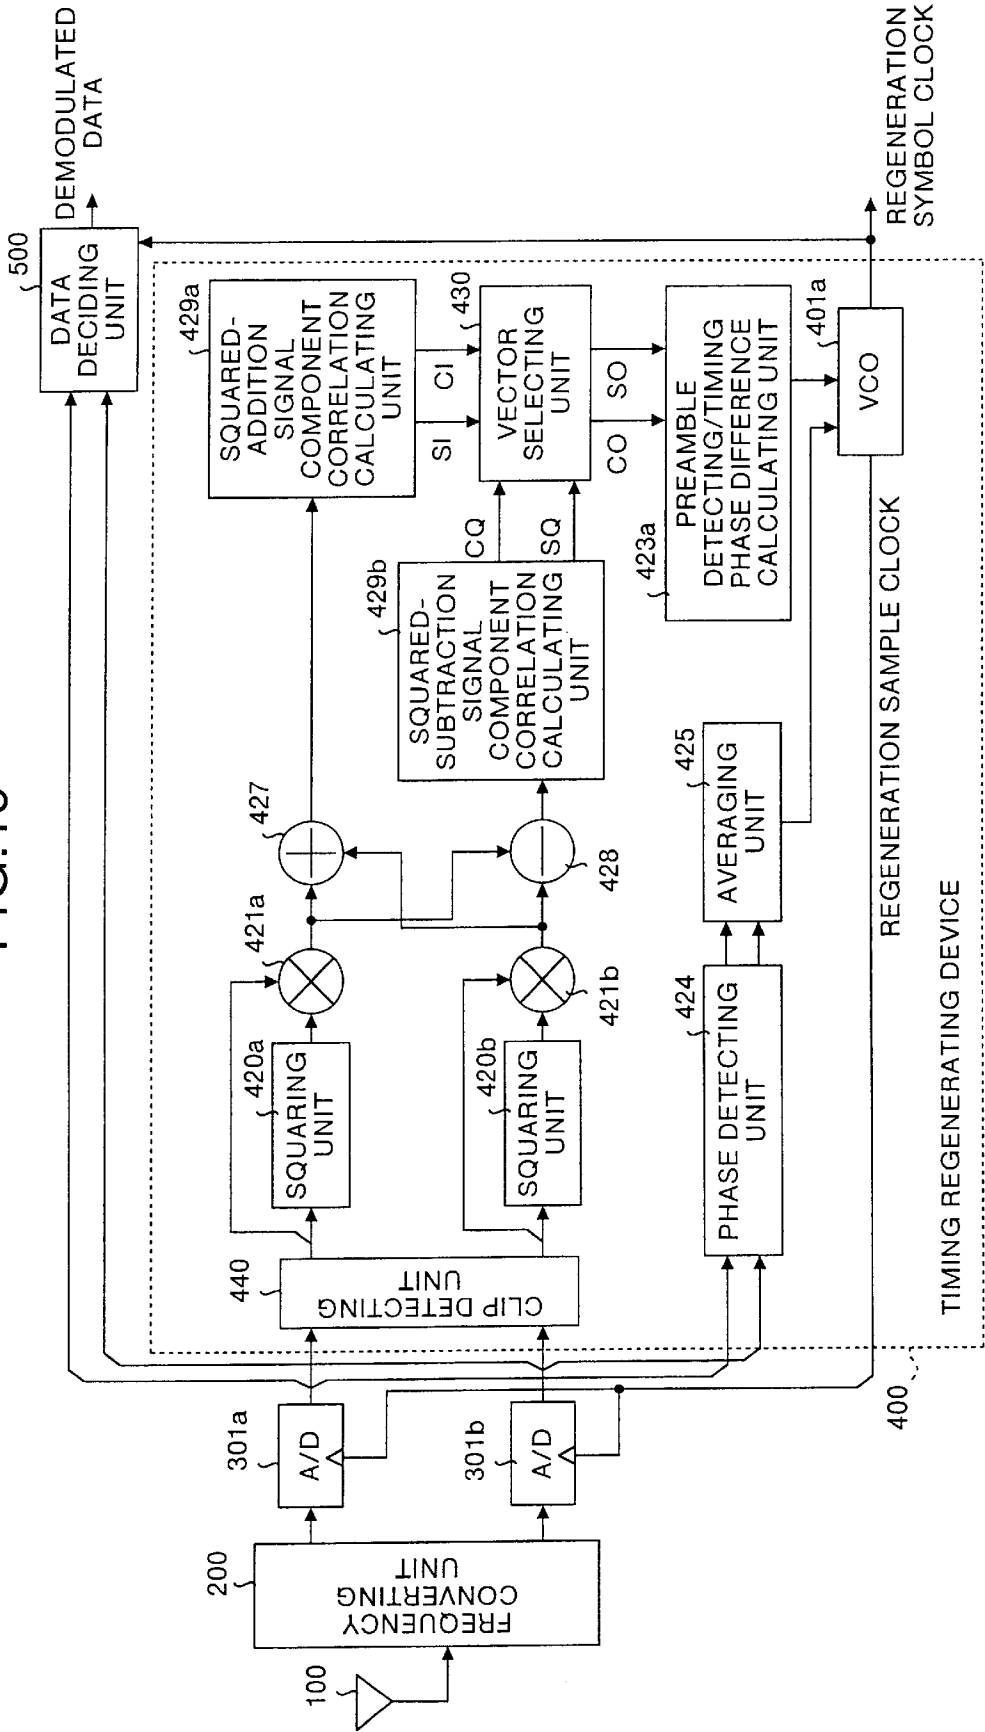 100
FREQUENCY
CONVERTING
UNIT
200
301a
A/D
301b
A/D
440
CLIP DETECTING
UNIT
420a
SQUARING
UNIT
420b
SQUARING
UNIT
421a
421b
427
428
429a
SQUARED-
ADDITION
SIGNAL
COMPONENT
CORRELATION
CALCULATING
UNIT
429b
SQUARED-
SUBTRACTION
SIGNAL
COMPONENT
CORRELATION
CALCULATING
UNIT
SI
CI
CQ
SQ
430
VECTOR
SELECTING
UNIT
CO
SO
423a
PREAMBLE
DETECTING/TIMING
PHASE DIFFERENCE
CALCULATING UNIT
424
PHASE DETECTING
UNIT
425
AVERAGING
UNIT
401a
VCO
REGENERATION SAMPLE CLOCK
TIMING REGENERATING DEVICE
400
500
DATA
DECIDING
UNIT
DEMODULATED
DATA
REGENERATION
SYMBOL CLOCK